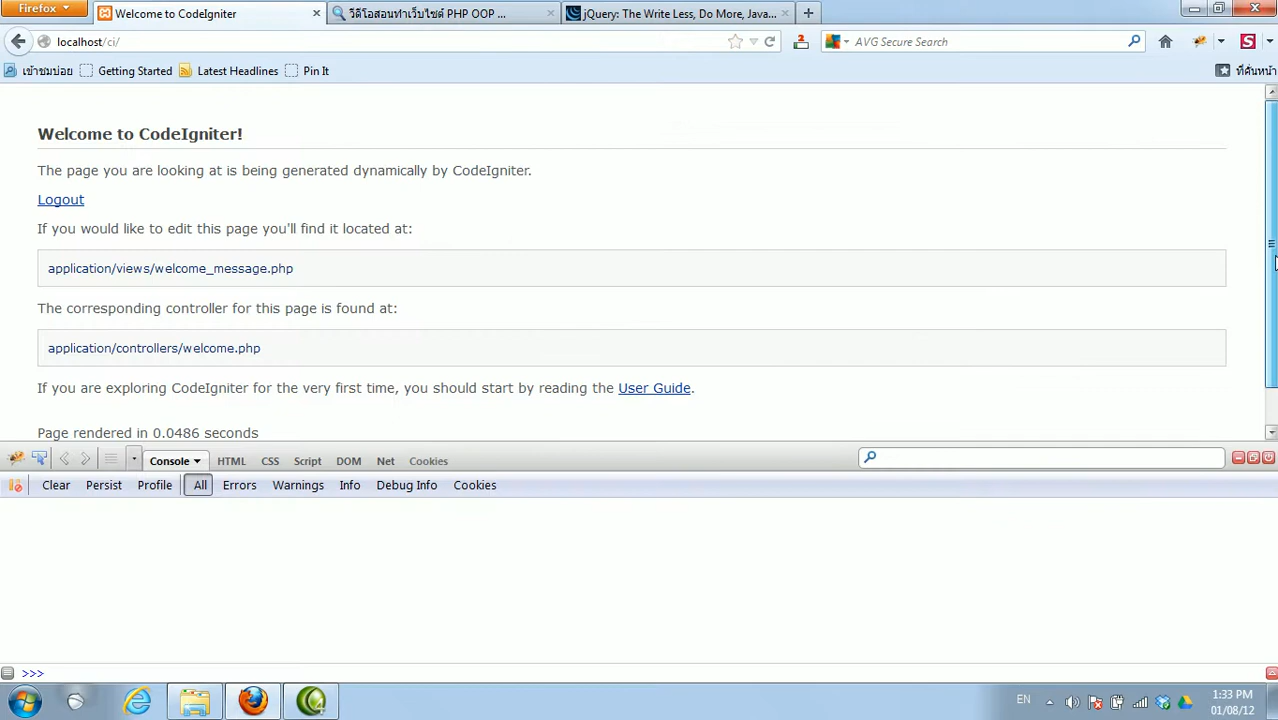 Firefox
Welcome to CodeIgniter
วีดีโอสอนทำเว็บไซต์ PHP OOP ...
jQuery: The Write Less, Do More, Java...
localhost/ci/
2
AVG Secure Search
เข้าชมบ่อย
Getting Started
Latest Headlines
Pin It
ที่คั่นหน้า
Welcome to CodeIgniter!
The page you are looking at is being generated dynamically by CodeIgniter.
Logout
If you would like to edit this page you'll find it located at:
application/views/welcome_message.php
The corresponding controller for this page is found at:
application/controllers/welcome.php
If you are exploring CodeIgniter for the very first time, you should start by reading the User Guide.
Page rendered in 0.0486 seconds
Console HTML CSS Script DOM Net Cookies
Clear Persist Profile All Errors Warnings Info Debug Info Cookies
>>>
EN
1:33 PM
01/08/12